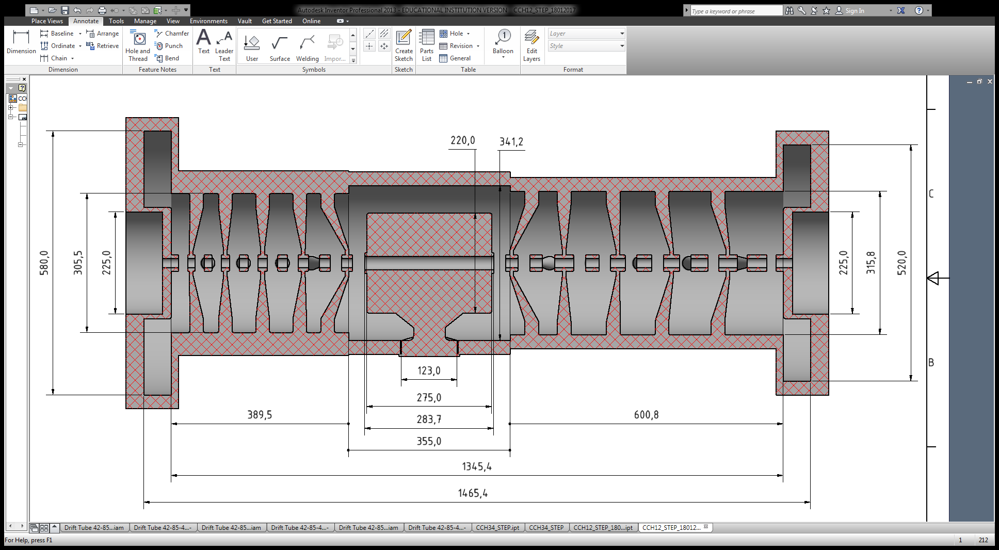 Autodesk Inventor Professional 2013 - EDUCATIONAL INSTITUTION VERSION CCH12_STEP_18012017
Type a keyword or phrase
Sign In
Place Views Annotate Tools Manage View Environments Vault Get Started Online
Dimension
Baseline
Ordinate
Chain
Arrange
Retrieve
Dimension
Hole and Thread
Chamfer
Punch
Bend
Feature Notes
Text
Leader Text
Text
User
Surface
Welding
Impor...
Symbols
Create Sketch
Sketch
Parts List
Hole
Revision
General
Table
1
Balloon
Edit Layers
Layer
Style
Format
CCH
220,0
341,2
C
580,0
305,5
225,0
225,0
315,8
520,0
B
123,0
275,0
389,5
283,7
600,8
355,0
1345,4
1465,4
Drift Tube 42-85...iam
Drift Tube 42-85-4...-
Drift Tube 42-85...iam
Drift Tube 42-85-4...-
Drift Tube 42-85...iam
Drift Tube 42-85-4...-
CCH34_STEP.ipt
CCH34_STEP
CCH12_STEP_180...ipt
CCH12_STEP_18012...
For Help, press F1
1 212